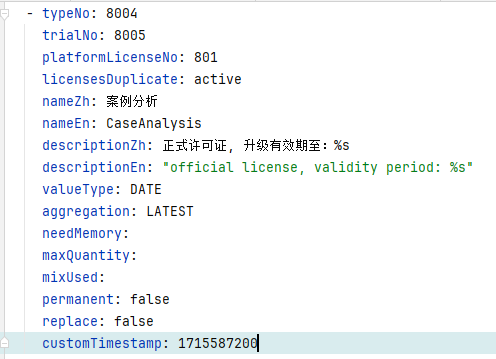 - typeNo: 8004
trialNo: 8005
platformLicenseNo: 801
licensesDuplicate: active
nameZh: 案例分析
nameEn: CaseAnalysis
descriptionZh: 正式许可证, 升级有效期至：%s
descriptionEn: "official license, validity period: %s"
valueType: DATE
aggregation: LATEST
needMemory:
maxQuantity:
mixUsed:
permanent: false
replace: false
customTimestamp: 1715587200